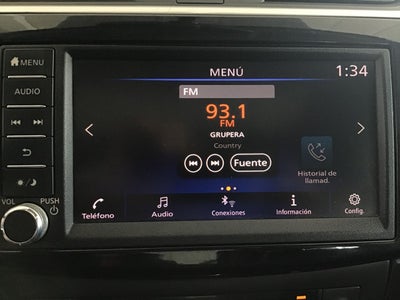 MENU
MENÚ
1:34
FM
AUDIO
93.1
FM
GRUPERA
Country
Fuente
Historial de
llamad.
VOL
PUSH
Teléfono
Audio
Conexiones
Información
Config.